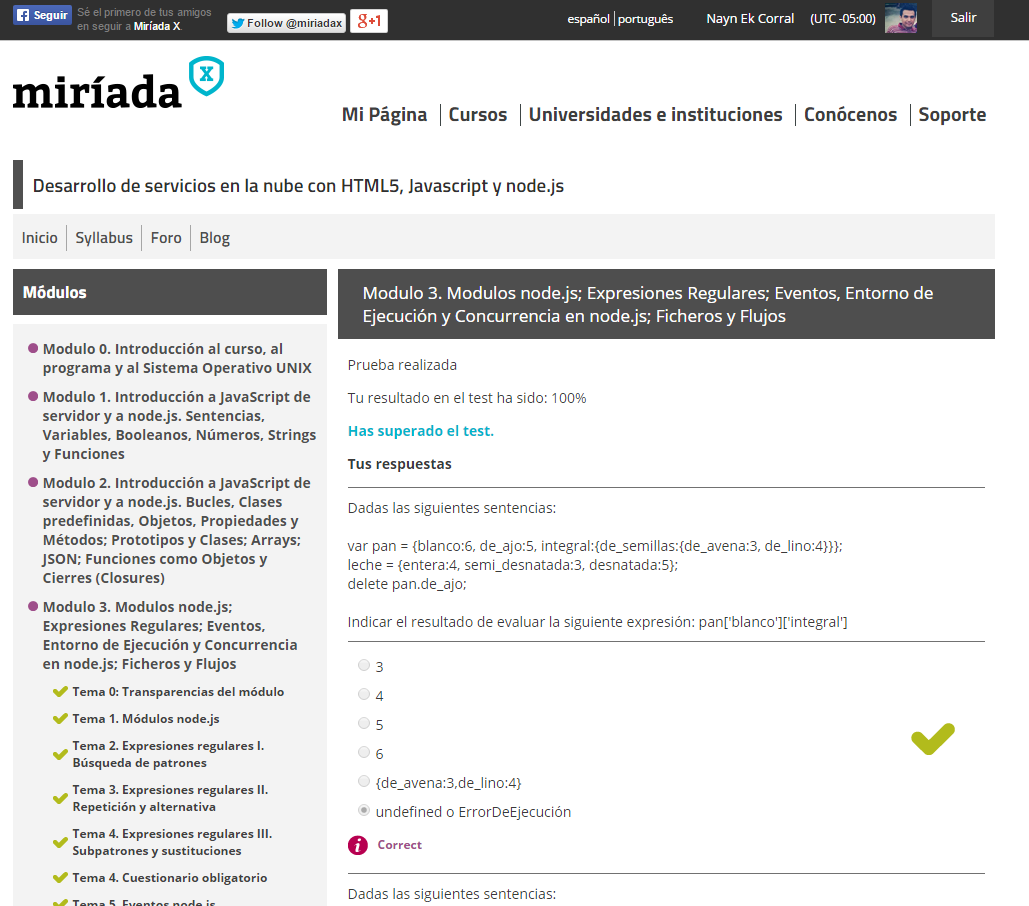 Seguir
Sé el primero de tus amigos
en seguir a Miríada X.
Follow @miriadax
g+1
español | português
Nayn Ek Corral
(UTC -05:00)
Salir
miríada X
Mi Página | Cursos | Universidades e instituciones | Conócenos | Soporte
Desarrollo de servicios en la nube con HTML5, Javascript y node.js
Inicio | Syllabus | Foro | Blog
Módulos
Modulo 0. Introducción al curso, al
programa y al Sistema Operativo UNIX
Modulo 1. Introducción a JavaScript de
servidor y a node.js. Sentencias,
Variables, Booleanos, Números, Strings
y Funciones
Modulo 2. Introducción a JavaScript de
servidor y a node.js. Bucles, Clases
predefinidas, Objetos, Propiedades y
Métodos; Prototipos y Clases; Arrays;
JSON; Funciones como Objetos y
Cierres (Closures)
Modulo 3. Modulos node.js;
Expresiones Regulares; Eventos,
Entorno de Ejecución y Concurrencia
en node.js; Ficheros y Flujos
Tema 0: Transparencias del módulo
Tema 1. Módulos node.js
Tema 2. Expresiones regulares I.
Búsqueda de patrones
Tema 3. Expresiones regulares II.
Repetición y alternativa
Tema 4. Expresiones regulares III.
Subpatrones y sustituciones
Tema 4. Cuestionario obligatorio
Tema 5. Eventos node.js
Modulo 3. Modulos node.js; Expresiones Regulares; Eventos, Entorno de
Ejecución y Concurrencia en node.js; Ficheros y Flujos
Prueba realizada
Tu resultado en el test ha sido: 100%
Has superado el test.
Tus respuestas
Dadas las siguientes sentencias:
var pan = {blanco:6, de_ajo:5, integral:{de_semillas:{de_avena:3, de_lino:4}}};
leche = {entera:4, semi_desnatada:3, desnatada:5};
delete pan.de_ajo;
Indicar el resultado de evaluar la siguiente expresión: pan['blanco']['integral']
3
4
5
6
{de_avena:3,de_lino:4}
undefined o ErrorDeEjecución
Correct
Dadas las siguientes sentencias: